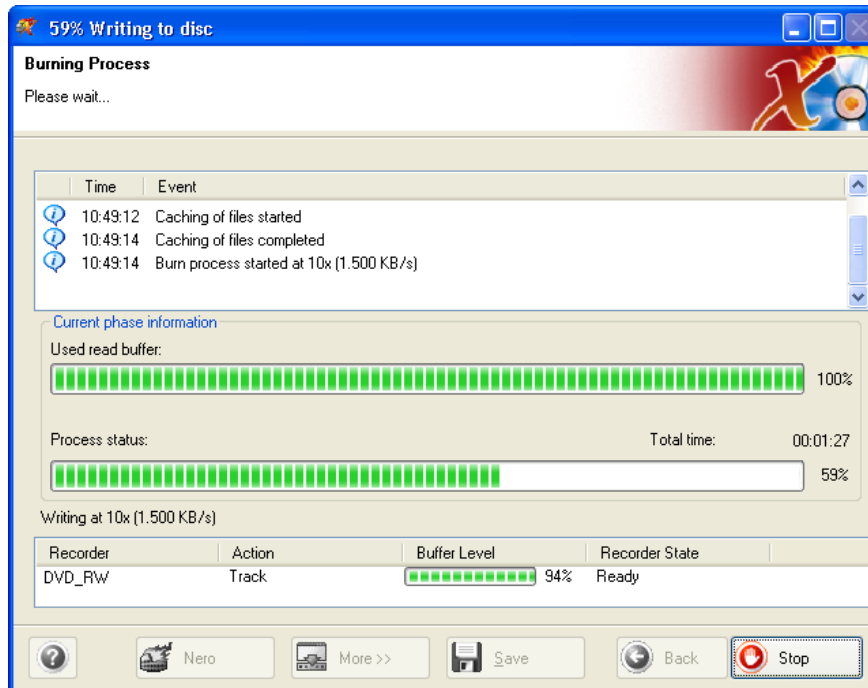 59% Writing to disc
Burning Process
Please wait...
Time Event
10:49:12 Caching of files started
10:49:14 Caching of files completed
10:49:14 Burn process started at 10x (1.500 KB/s)
Current phase information
Used read buffer:
100%
Process status: Total time: 00:01:27
59%
Writing at 10x (1.500 KB/s)
Recorder Action Buffer Level Recorder State
DVD_RW Track 94% Ready
Nero More >> Save Back Stop